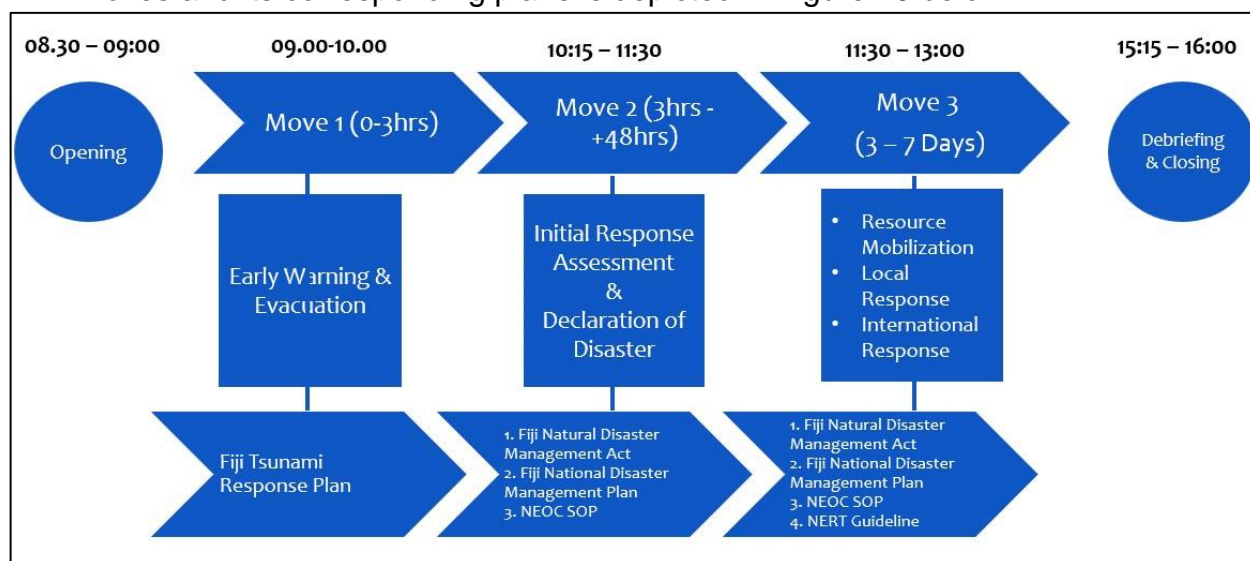 08.30 – 09:00
09.00-10.00
10:15 – 11:30
11:30 – 13:00
15:15 – 16:00
Opening
Move 1 (0-3hrs)
Move 2 (3hrs -
+48hrs)
Move 3
(3 – 7 Days)
Debriefing
& Closing
Early Warning &
Evacuation
Initial Response
Assessment
&
Declaration of
Disaster
• Resource
Mobilization
• Local
Response
• International
Response
Fiji Tsunami
Response Plan
1. Fiji Natural Disaster
Management Act
2. Fiji National Disaster
Management Plan
3. NEOC SOP
1. Fiji Natural Disaster
Management Act
2. Fiji National Disaster
Management Plan
3. NEOC SOP
4. NERT Guideline